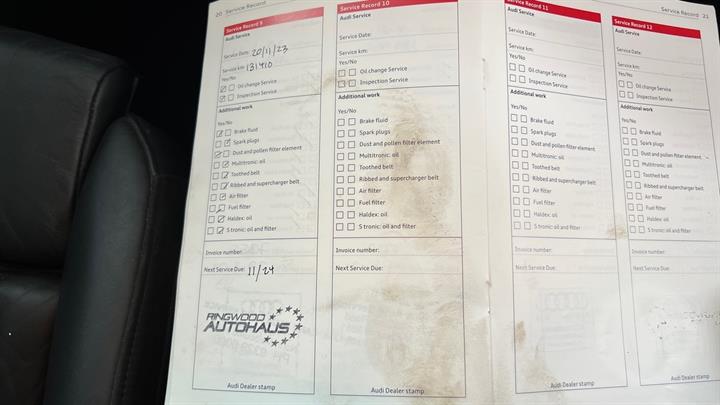 20 Service Record
Service Record 9
Audi Service
Service Date: 20/11/23
Service km: 131910
Yes/No
Oil change Service
Inspection Service
Additional work
Yes/No
Brake fluid
Spark plugs
Dust and pollen filter element
Multitronic: oil
Toothed belt
Ribbed and supercharger belt
Air filter
Fuel filter
Haldex: oil
S tronic: oil and filter
Invoice number:
Next Service Due: 11/24
RINGWOOD
AUTOHAUS
Audi Dealer stamp
Service Record 10
Audi Service
Service Date:
Service km:
Yes/No
Oil change Service
Inspection Service
Additional work
Yes/No
Brake fluid
Spark plugs
Dust and pollen filter element
Multitronic: oil
Toothed belt
Ribbed and supercharger belt
Air filter
Fuel filter
Haldex: oil
S tronic: oil and filter
Invoice number:
Next Service Due:
Audi Dealer stamp
Service Record 11
Audi Service
Service Date:
Service km:
Yes/No
Oil change Service
Inspection Service
Additional work
Yes/No
Brake fluid
Spark plugs
Dust and pollen filter element
Multitronic: oil
Toothed belt
Ribbed and supercharger belt
Air filter
Fuel filter
Haldex: oil
S tronic: oil and filter
Invoice number:
Next Service Due:
Audi Dealer stamp
Service Record 21
Service Record 12
Audi Service
Service Date:
Service km:
Yes/No
Oil change Service
Inspection Service
Additional work
Yes/No
Brake fluid
Spark plugs
Dust and pollen filter element
Multitronic: oil
Toothed belt
Ribbed and supercharger belt
Air filter
Fuel filter
Haldex: oil
S tronic: oil and filter
Invoice number:
Next Service Due:
Audi Dealer stamp